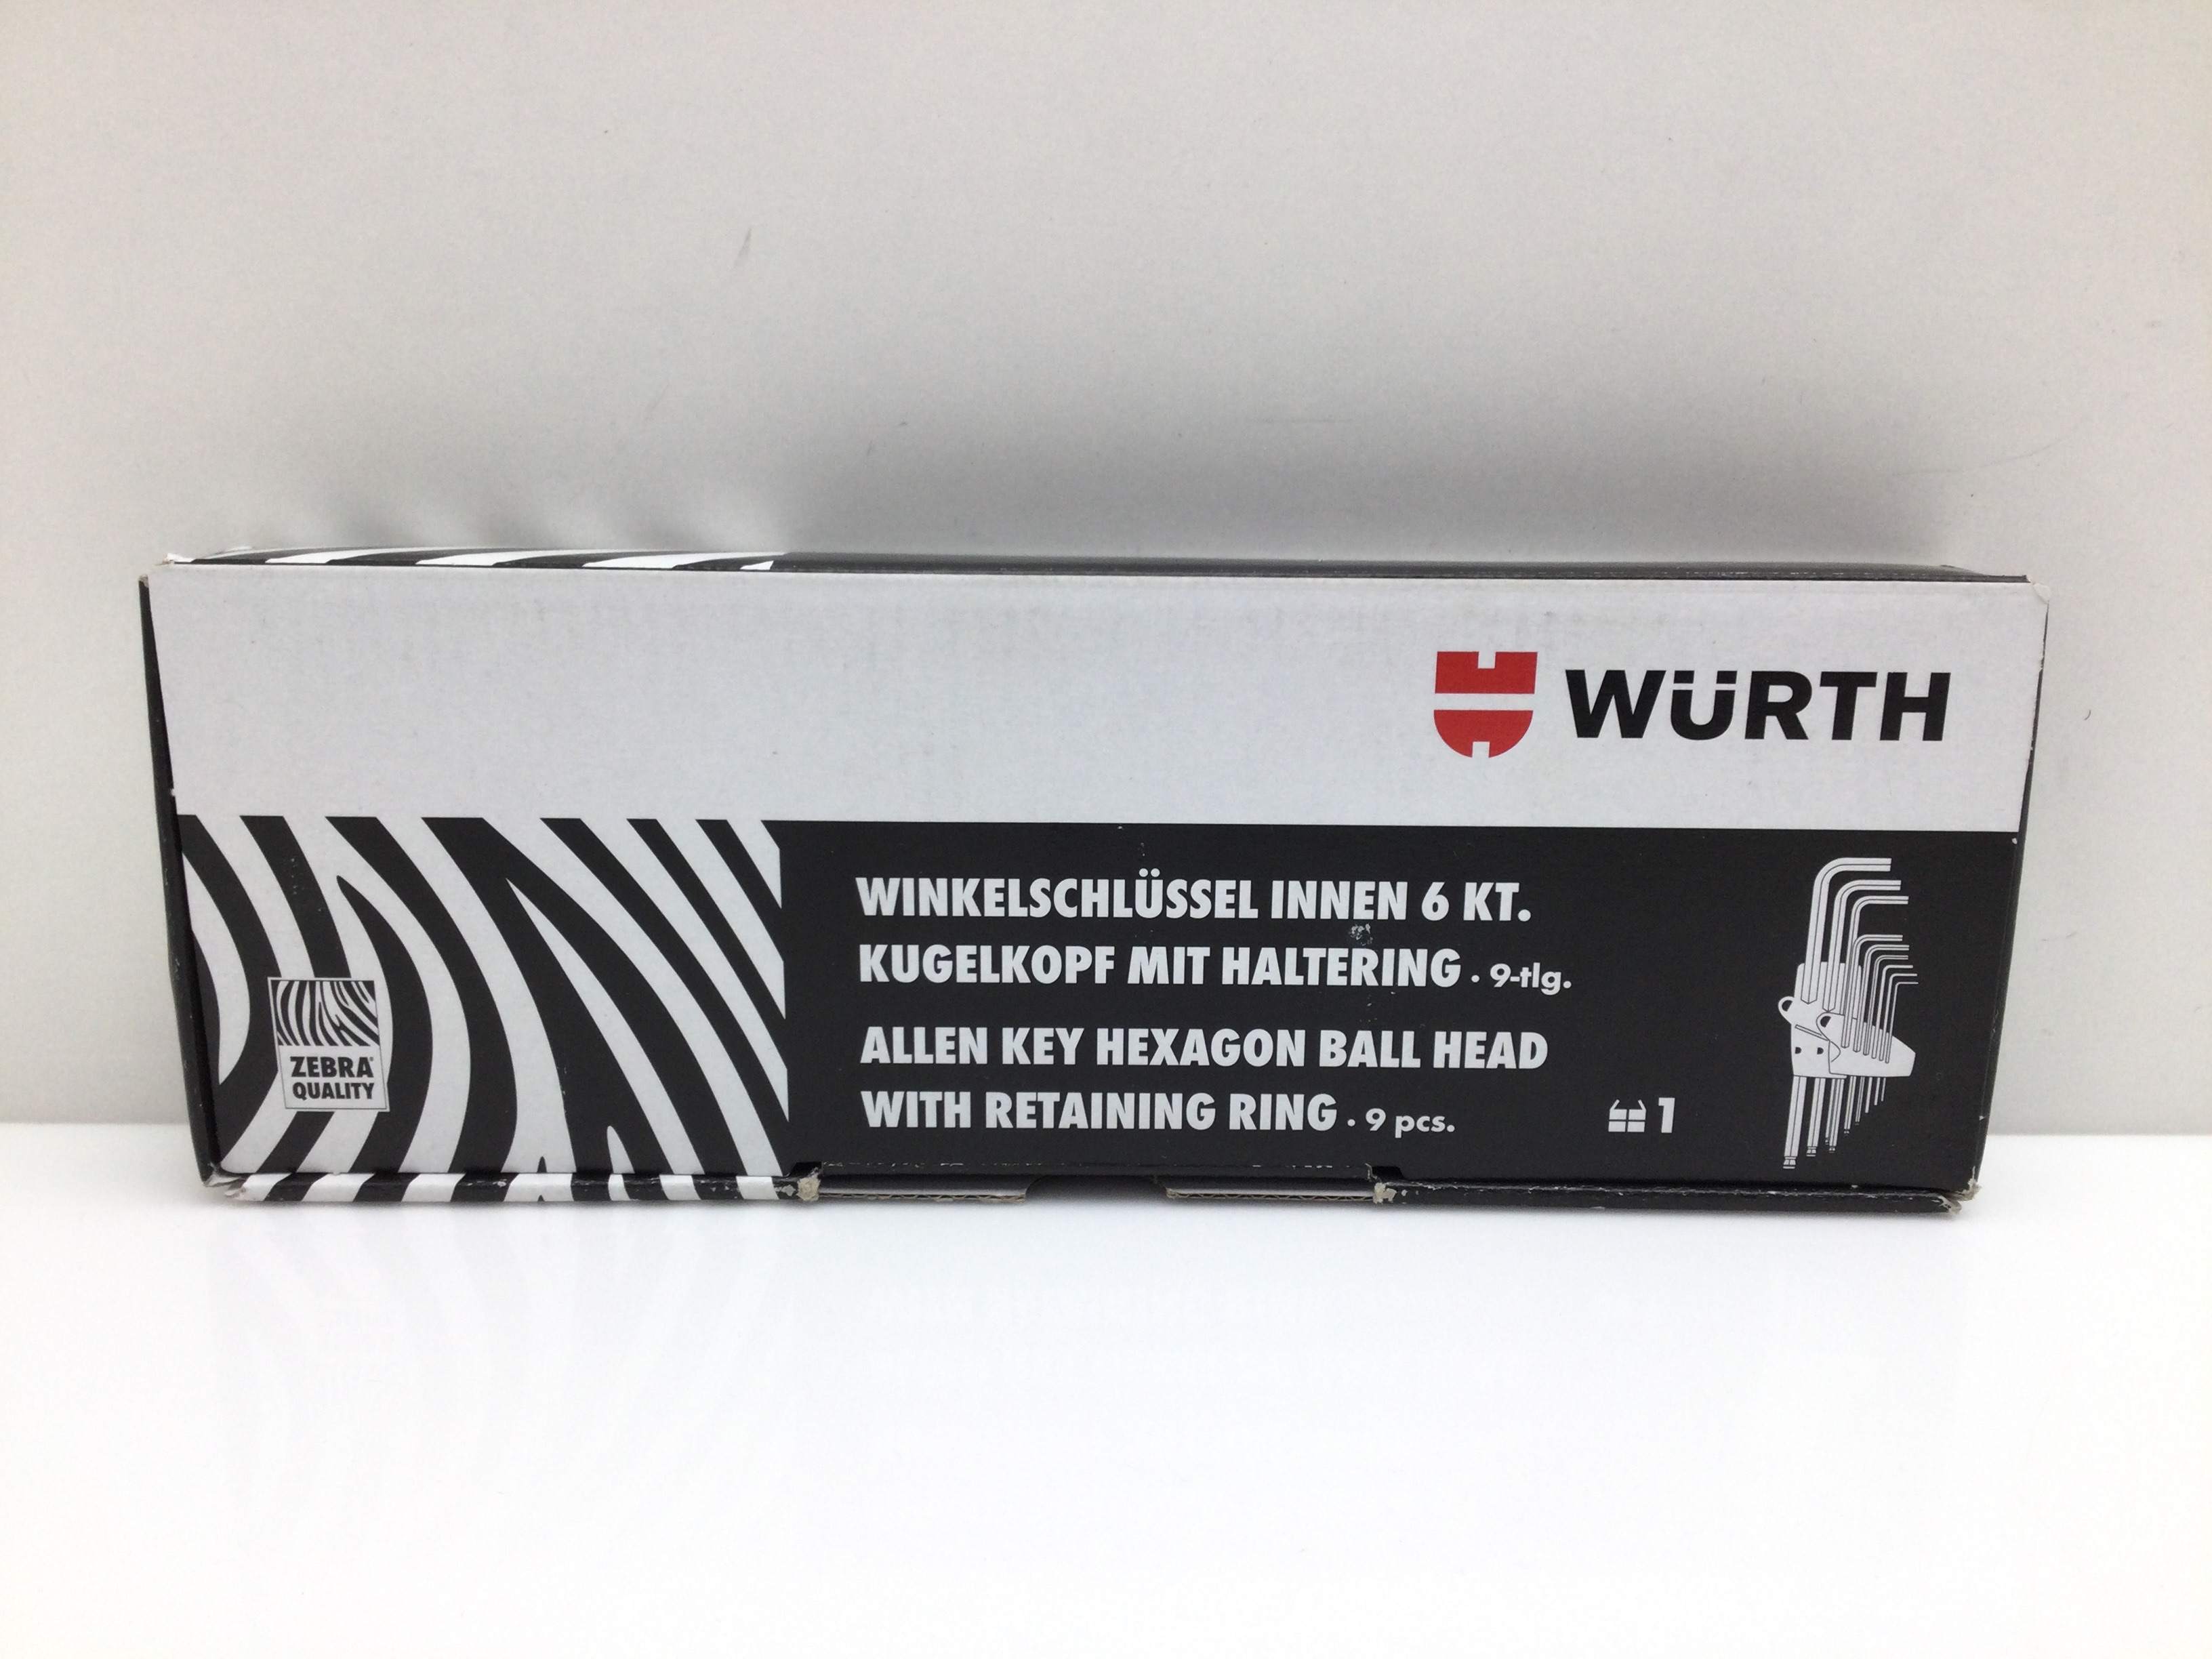 WÜRTH
WINKELSCHLÜSSEL INNEN 6 KT.
KUGELKOPF MIT HALTERING · 9-tlg.
ALLEN KEY HEXAGON BALL HEAD
WITH RETAINING RING · 9 pcs.
1
ZEBRA®
QUALITY